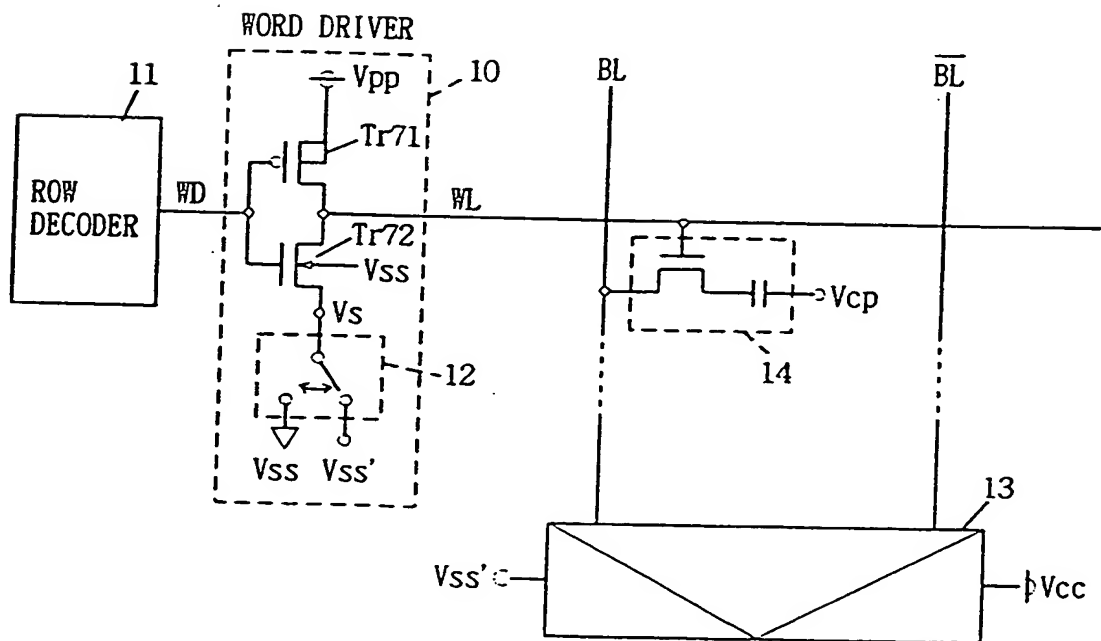 WORD DRIVER
11
Vpp
10
BL
B̅L̅
Tr71
ROW
DECODER
WD
WL
Tr72
Vss
Vs
Vcp
12
14
Vss Vss'
13
Vss'
Vcc